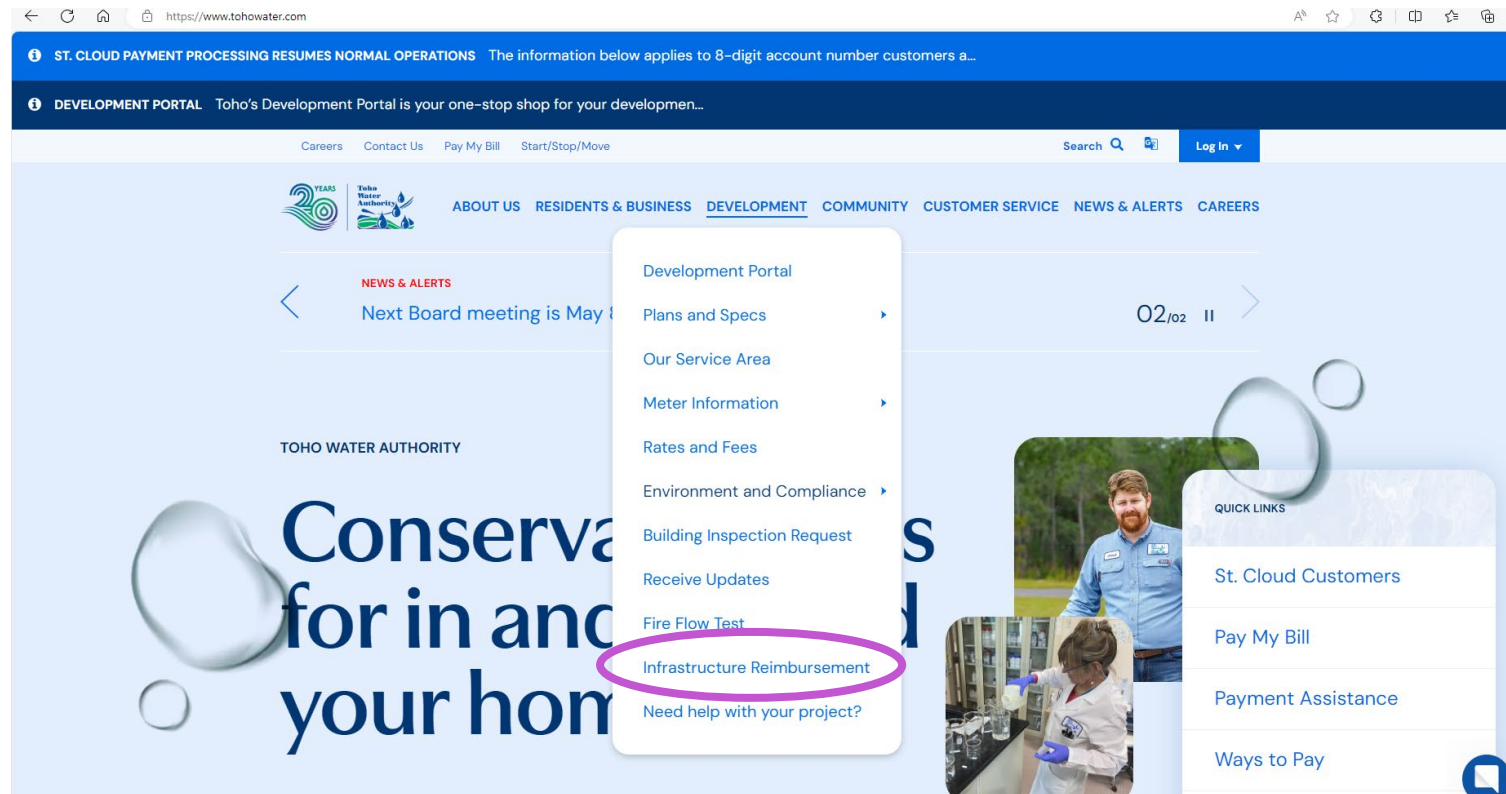 https://www.tohowater.com
ST. CLOUD PAYMENT PROCESSING RESUMES NORMAL OPERATIONS The information below applies to 8-digit account number customers a...
DEVELOPMENT PORTAL Toho's Development Portal is your one-stop shop for your developmen...
Careers Contact Us Pay My Bill Start/Stop/Move Search Log In
20 YEARS Toho Water Authority
ABOUT US RESIDENTS & BUSINESS DEVELOPMENT COMMUNITY CUSTOMER SERVICE NEWS & ALERTS CAREERS
NEWS & ALERTS
Next Board meeting is May
02/02
Development Portal
Plans and Specs
Our Service Area
Meter Information
Rates and Fees
Environment and Compliance
Building Inspection Request
Receive Updates
Fire Flow Test
Infrastructure Reimbursement
Need help with your project?
TOHO WATER AUTHORITY
for in
your
QUICK LINKS
St. Cloud Customers
Pay My Bill
Payment Assistance
Ways to Pay